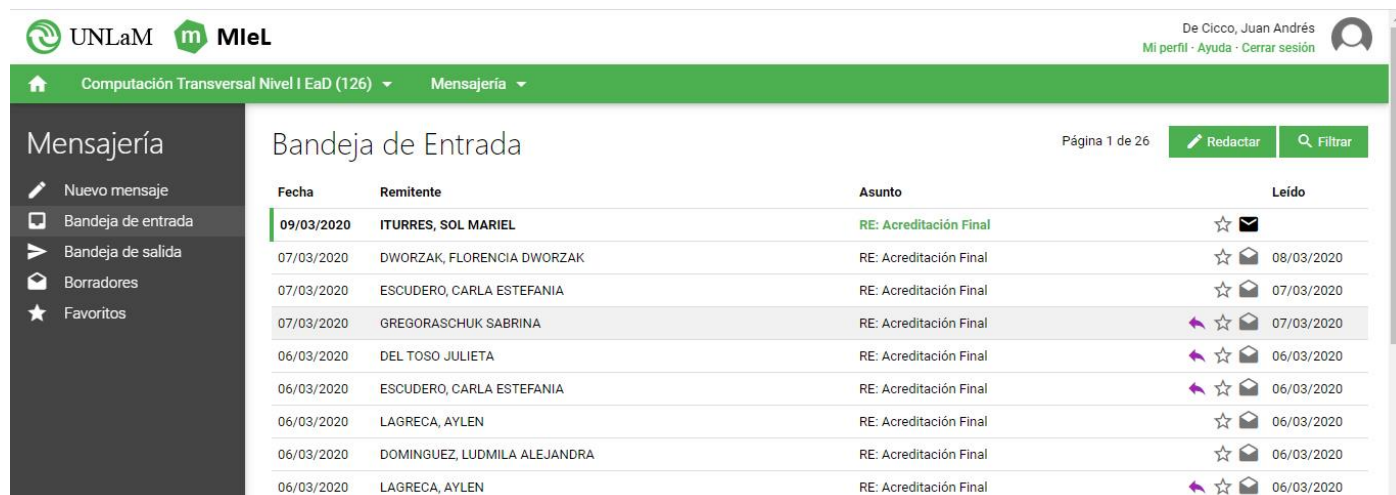 UNLaM m MIeL
De Cicco, Juan Andrés
Mi perfil - Ayuda - Cerrar sesión
Computación Transversal Nivel I EaD (126) Mensajería
Mensajería
Nuevo mensaje
Bandeja de entrada
Bandeja de salida
Borradores
Favoritos
Bandeja de Entrada
Página 1 de 26 Redactar Filtrar
Fecha Remitente Asunto Leído
09/03/2020 ITURRES, SOL MARIEL RE: Acreditación Final
07/03/2020 DWORZAK, FLORENCIA DWORZAK RE: Acreditación Final 08/03/2020
07/03/2020 ESCUDERO, CARLA ESTEFANIA RE: Acreditación Final 07/03/2020
07/03/2020 GREGORASCHUK SABRINA RE: Acreditación Final 07/03/2020
06/03/2020 DEL TOSO JULIETA RE: Acreditación Final 06/03/2020
06/03/2020 ESCUDERO, CARLA ESTEFANIA RE: Acreditación Final 06/03/2020
06/03/2020 LAGRECA, AYLEN RE: Acreditación Final 06/03/2020
06/03/2020 DOMINGUEZ, LUDMILA ALEJANDRA RE: Acreditación Final 06/03/2020
06/03/2020 LAGRECA, AYLEN RE: Acreditación Final 06/03/2020